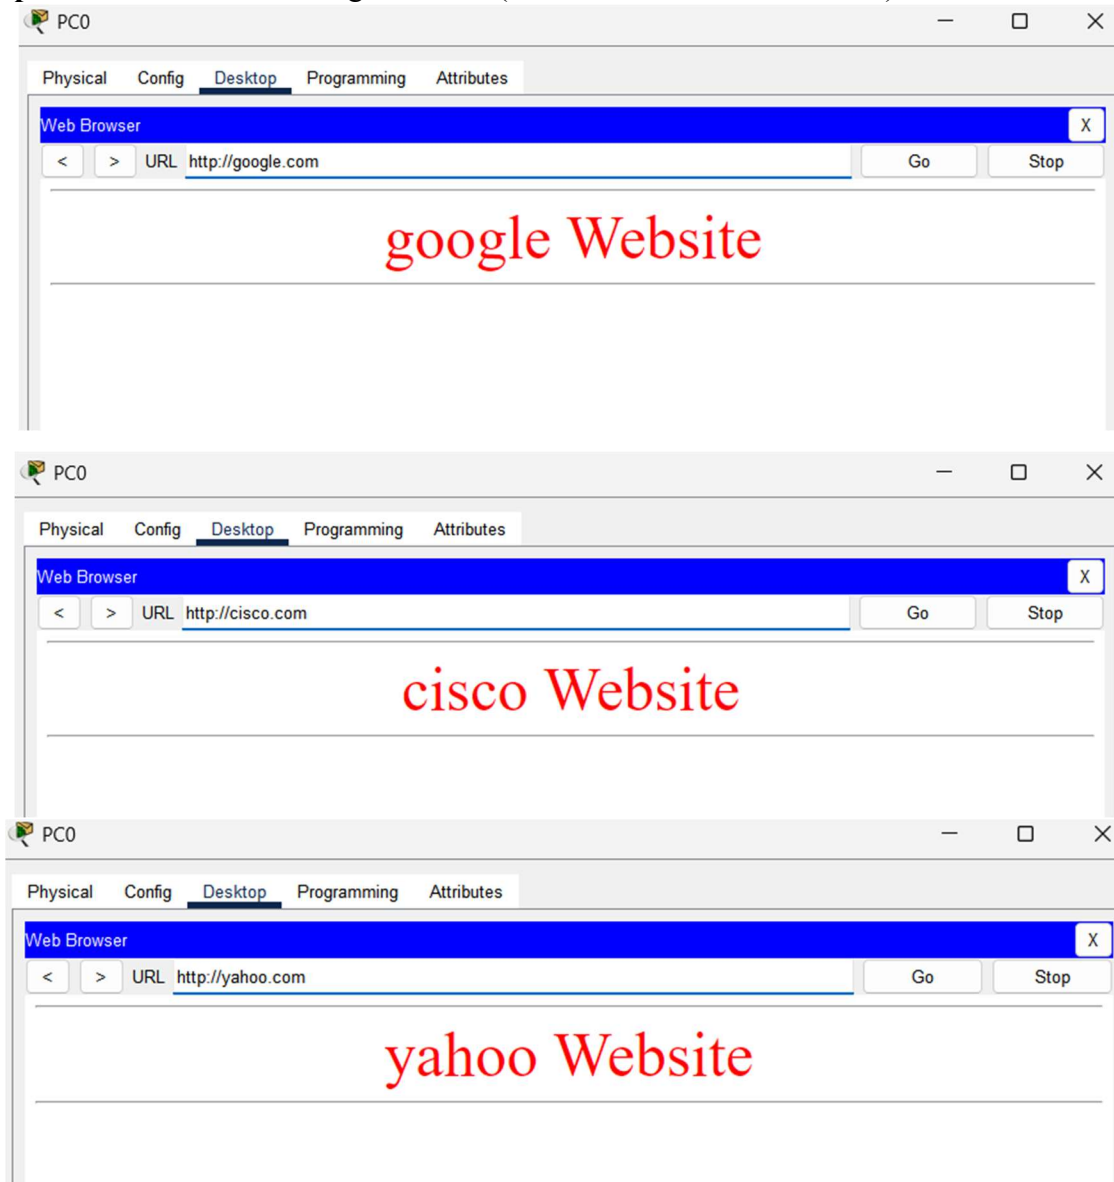 PC0
Physical Config Desktop Programming Attributes
Web Browser X
< > URL http://google.com Go Stop
google Website
PC0
Physical Config Desktop Programming Attributes
Web Browser X
< > URL http://cisco.com Go Stop
cisco Website
PC0
Physical Config Desktop Programming Attributes
Web Browser X
< > URL http://yahoo.com Go Stop
yahoo Website